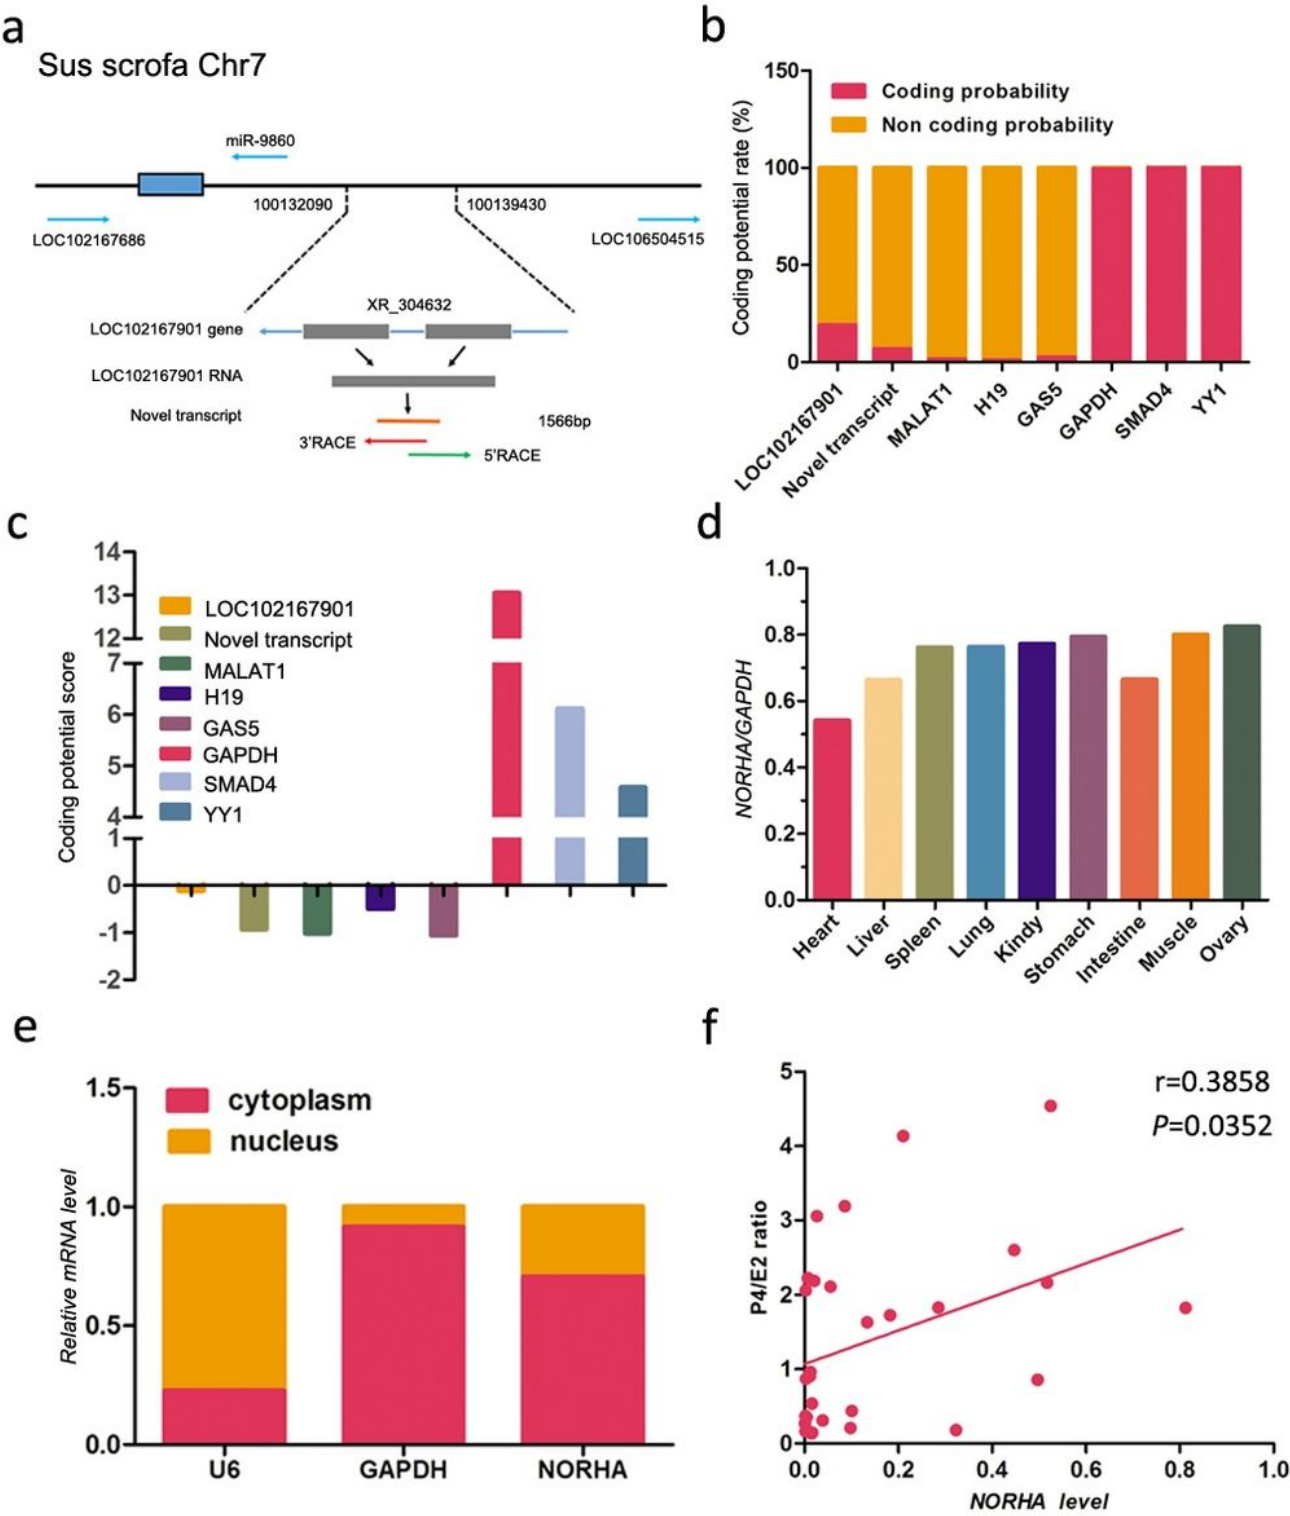 a
Sus scrofa Chr7
miR-9860
100132090
100139430
LOC102167686
LOC106504515
XR_304632
LOC102167901 gene
LOC102167901 RNA
Novel transcript
1566bp
3'RACE
5'RACE
b
Coding potential rate (%)
150
100
50
0
Coding probability
Non coding probability
LOC102167901
Novel transcript
MALAT1
H19
GAS5
GAPDH
SMAD4
YY1
c
Coding potential score
14
13
12
7
6
5
4
1
0
-1
-2
LOC102167901
Novel transcript
MALAT1
H19
GAS5
GAPDH
SMAD4
YY1
d
NORHA/GAPDH
1.0
0.8
0.6
0.4
0.2
0.0
Heart
Liver
Spleen
Lung
Kindy
Stomach
Intestine
Muscle
Ovary
e
Relative mRNA level
1.5
1.0
0.5
0.0
cytoplasm
nucleus
U6
GAPDH
NORHA
f
P4/E2 ratio
5
4
3
2
1
0
r=0.3858
P=0.0352
0.0
0.2
0.4
0.6
0.8
1.0
NORHA level